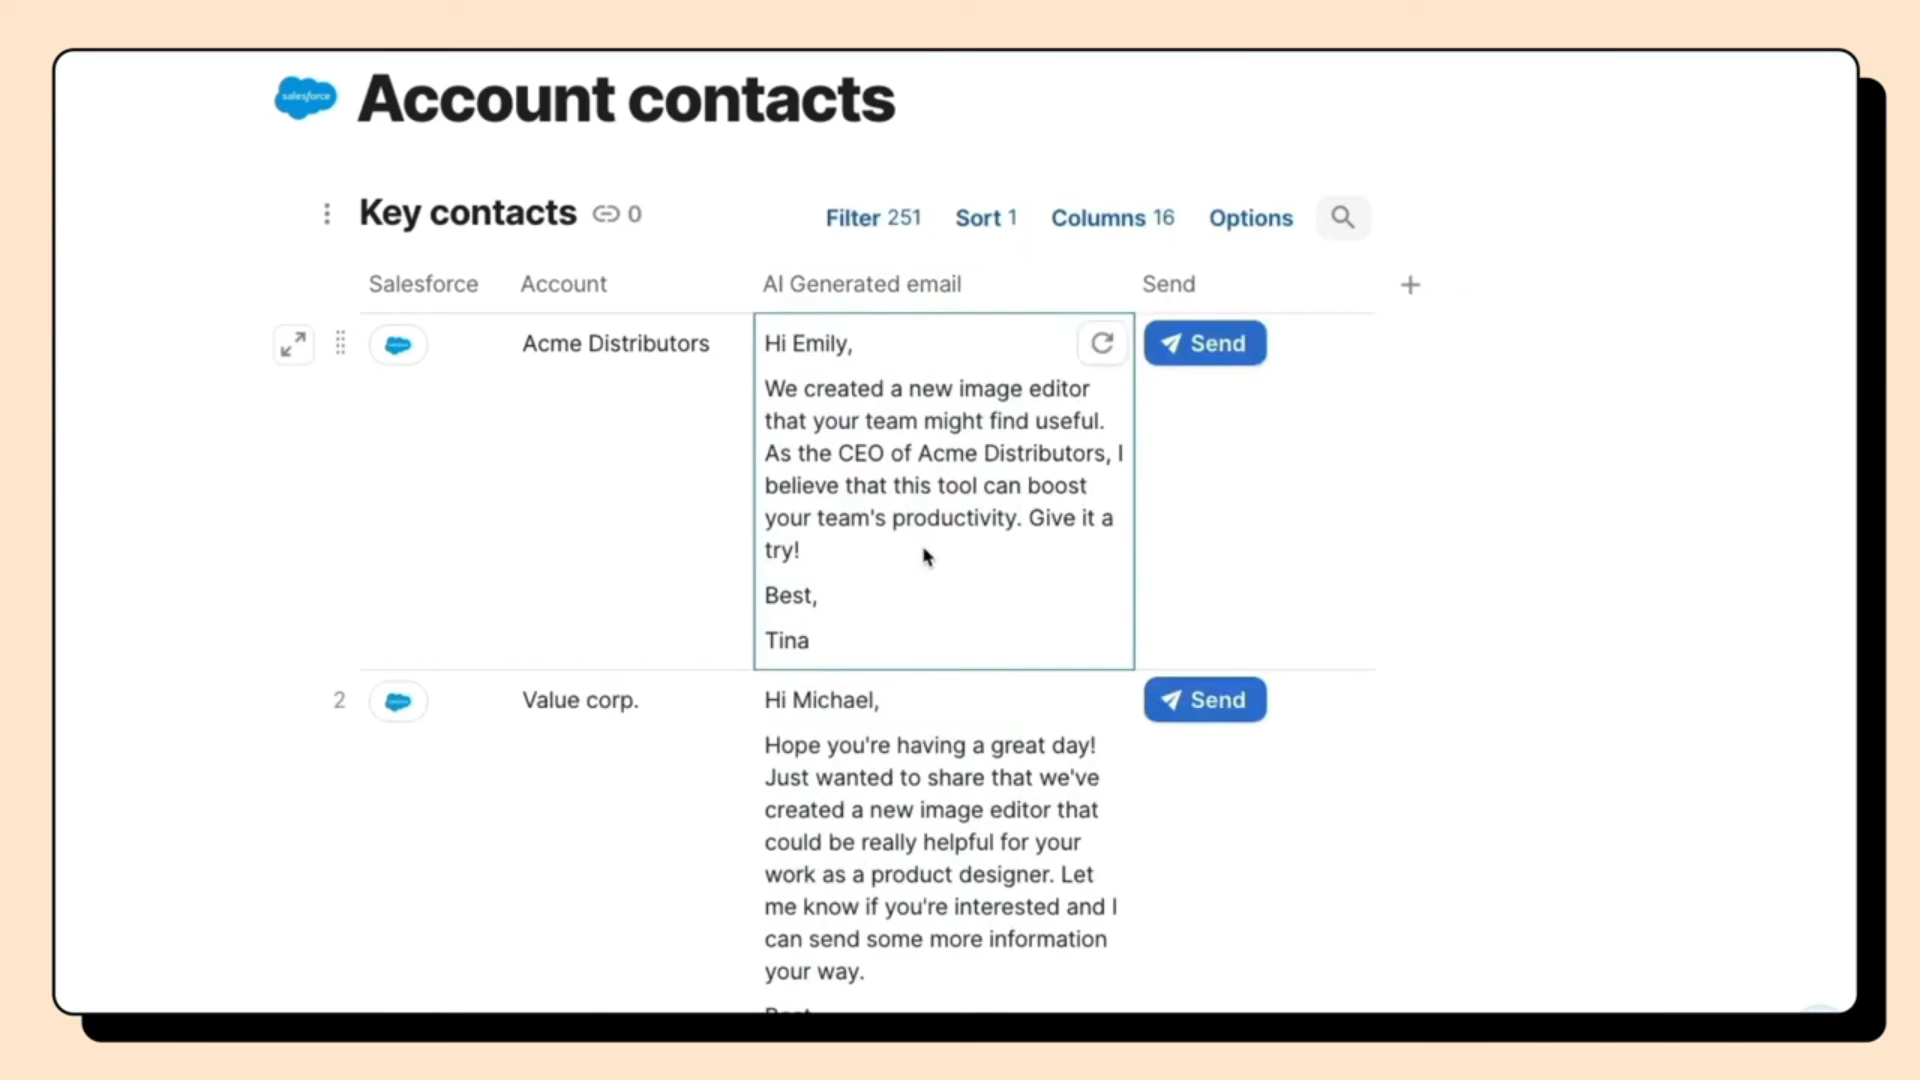 salesforce Account contacts
Key contacts 0 Filter 251 Sort 1 Columns 16 Options
Salesforce Account AI Generated email Send +
Acme Distributors Hi Emily, Send
We created a new image editor
that your team might find useful.
As the CEO of Acme Distributors, I
believe that this tool can boost
your team's productivity. Give it a
try!
Best,
Tina
2 Value corp. Hi Michael, Send
Hope you're having a great day!
Just wanted to share that we've
created a new image editor that
could be really helpful for your
work as a product designer. Let
me know if you're interested and I
can send some more information
your way.